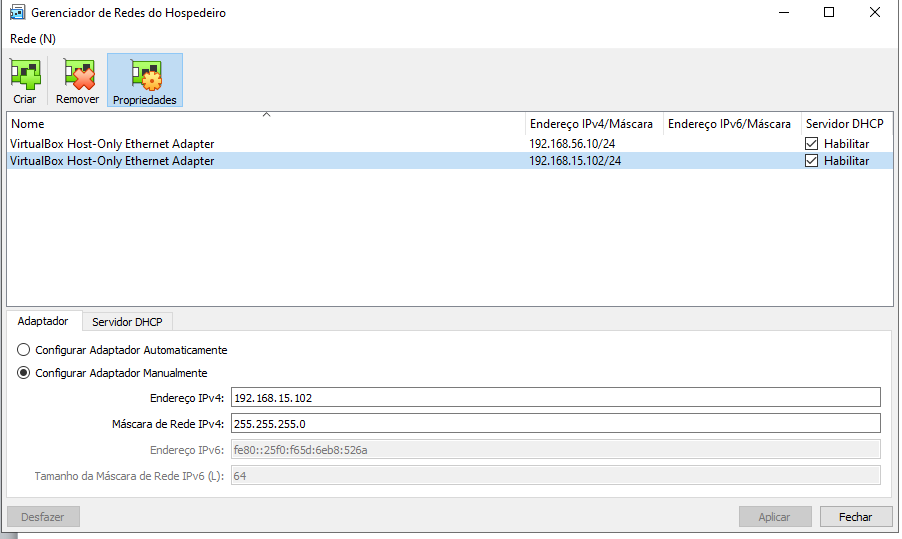 Gerenciador de Redes do Hospedeiro
Rede (N)
Criar Remover Propriedades
Nome Endereço IPv4/Máscara Endereço IPv6/Máscara Servidor DHCP
VirtualBox Host-Only Ethernet Adapter 192.168.56.10/24 Habilitar
VirtualBox Host-Only Ethernet Adapter 192.168.15.102/24 Habilitar
Adaptador Servidor DHCP
Configurar Adaptador Automaticamente
Configurar Adaptador Manualmente
Endereço IPv4: 192.168.15.102
Máscara de Rede IPv4: 255.255.255.0
Endereço IPv6: fe80::25f0:f65d:6eb8:526a
Tamanho da Máscara de Rede IPv6 (L): 64
Desfazer Aplicar Fechar